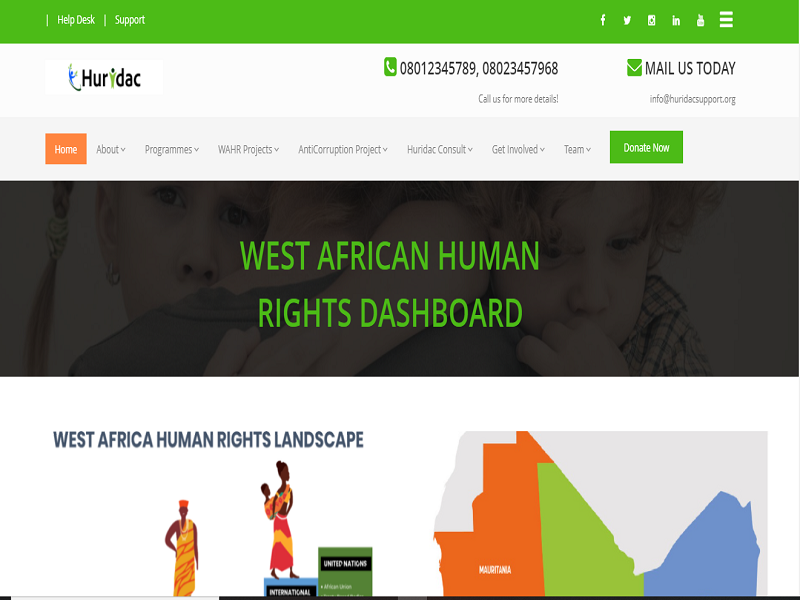 | Help Desk | Support
Huridac
08012345789, 08023457968
Call us for more details!
MAIL US TODAY
info@huridacsupport.org
Home About Programmes WAHR Projects AntiCorruption Project Huridac Consult Get Involved Team Donate Now
WEST AFRICAN HUMAN
RIGHTS DASHBOARD
WEST AFRICA HUMAN RIGHTS LANDSCAPE
UNITED NATIONS
• African Union
INTERNATIONAL
MAURITANIA